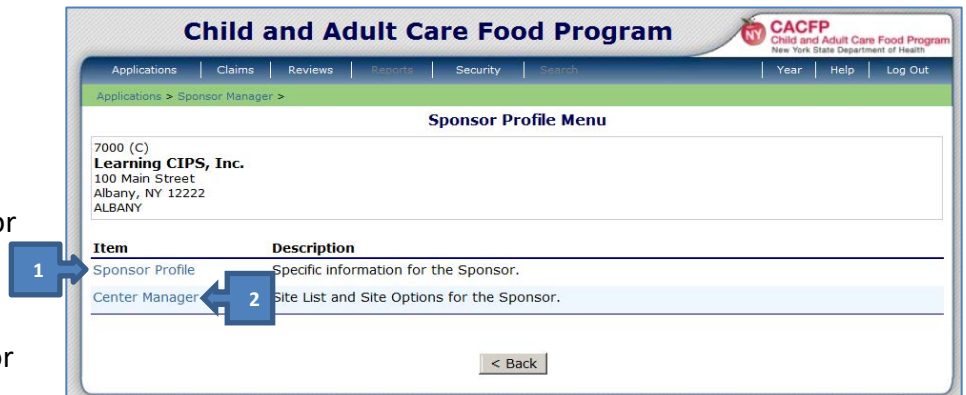 Child and Adult Care Food Program
NY CACFP
Child and Adult Care Food Program
New York State Department of Health
Applications | Claims | Reviews | Reports | Security | Search | Year | Help | Log Out
Applications > Sponsor Manager >
Sponsor Profile Menu
7000 (C)
Learning CIPS, Inc.
100 Main Street
Albany, NY 12222
ALBANY
or
Item Description
1 Sponsor Profile Specific information for the Sponsor.
Center Manager 2 Site List and Site Options for the Sponsor.
or
< Back